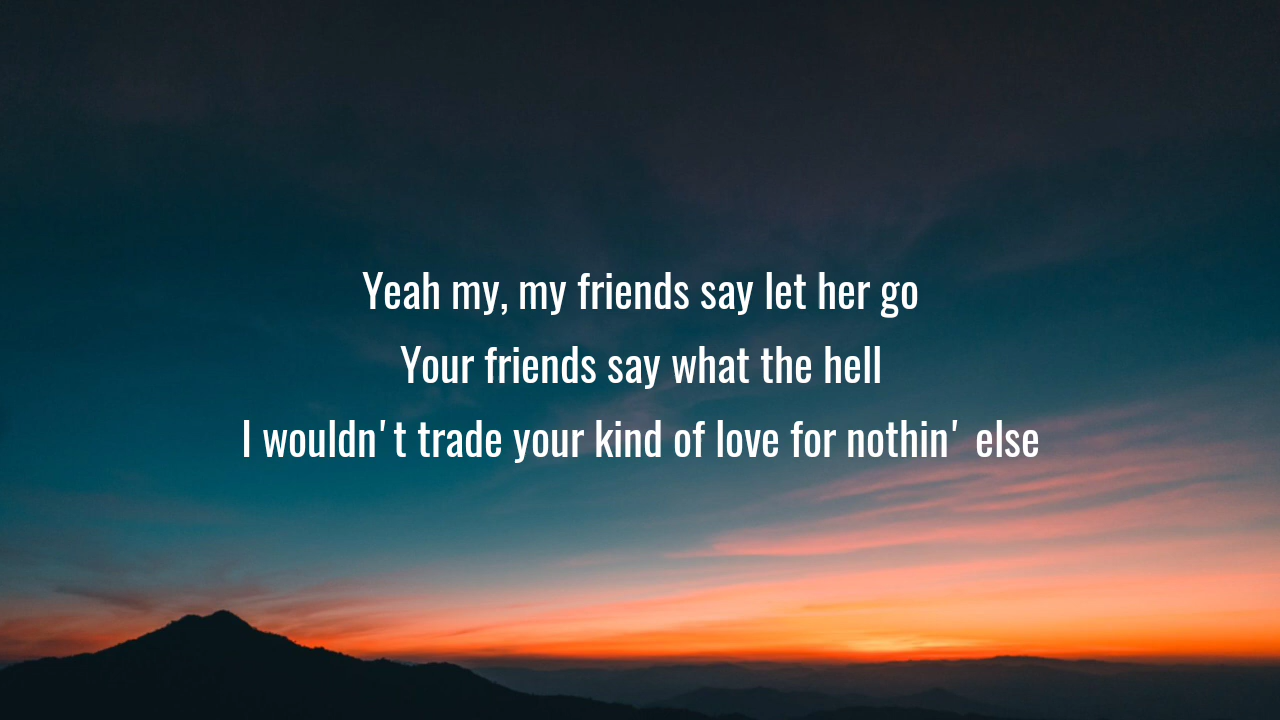 Yeah my, my friends say let her go
Your friends say what the hell
I wouldn't trade your kind of love for nothin' else